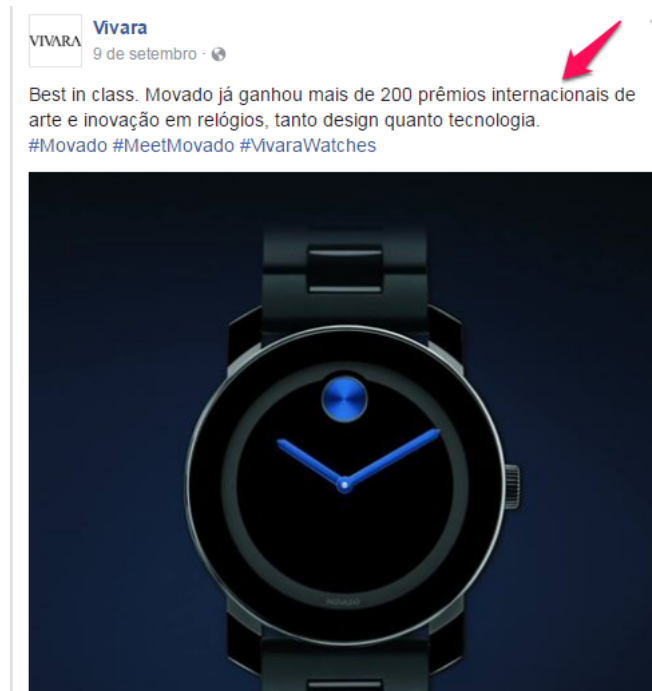 VIVARA
Vivara
9 de setembro ·
Best in class. Movado já ganhou mais de 200 prêmios internacionais de
arte e inovação em relógios, tanto design quanto tecnologia.
#Movado #MeetMovado #VivaraWatches
MOVADO